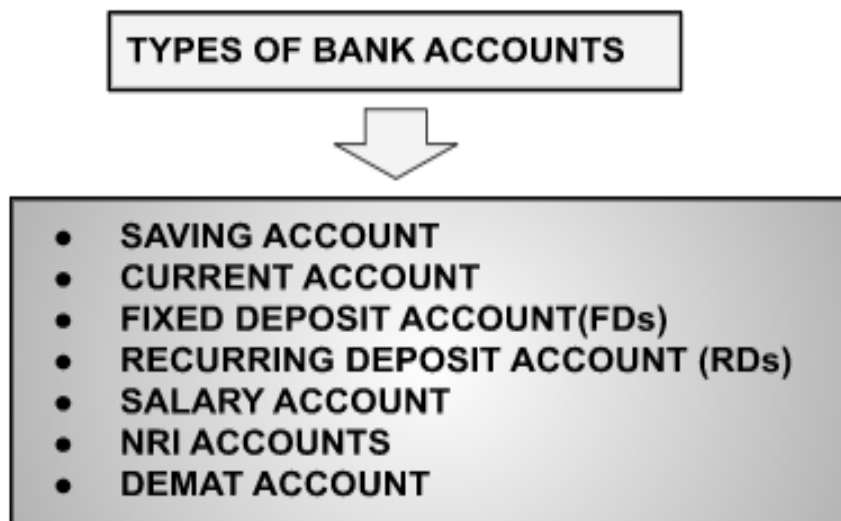 TYPES OF BANK ACCOUNTS
● SAVING ACCOUNT
● CURRENT ACCOUNT
● FIXED DEPOSIT ACCOUNT(FDs)
● RECURRING DEPOSIT ACCOUNT (RDs)
● SALARY ACCOUNT
● NRI ACCOUNTS
● DEMAT ACCOUNT